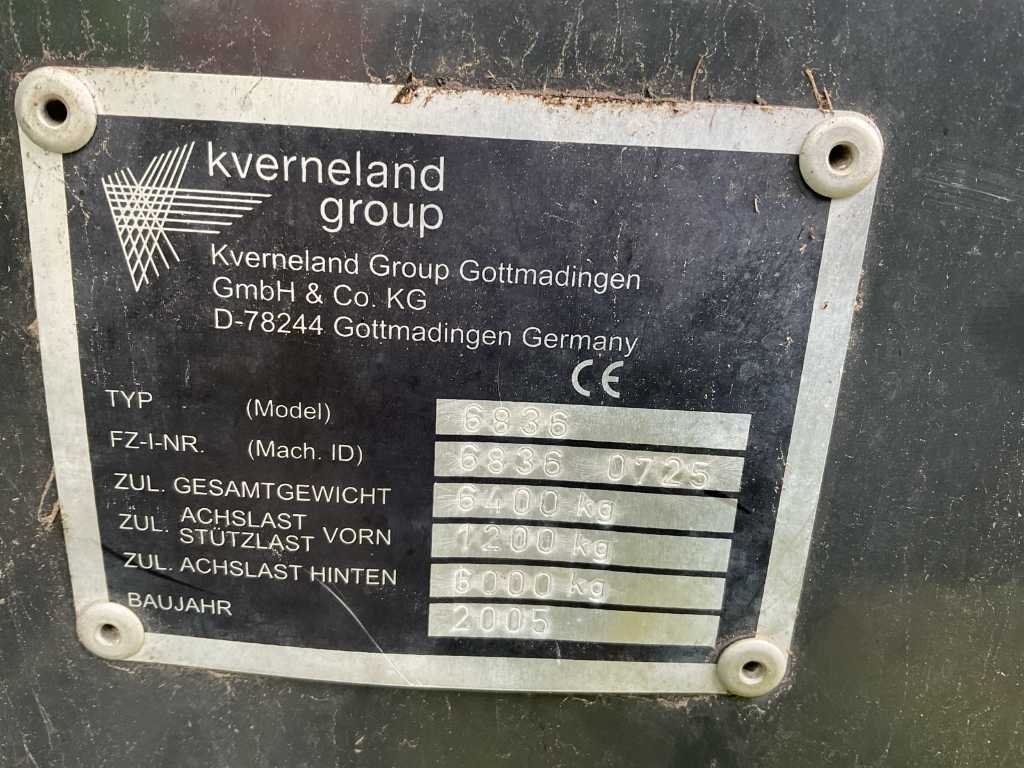 kverneland
group
Kverneland Group Gottmadingen
GmbH & Co. KG
D-78244 Gottmadingen Germany
CE
TYP (Model) 6836
FZ-I-NR. (Mach. ID) 6836 0725
ZUL. GESAMTGEWICHT 6400 kg
ZUL. ACHSLAST STÜTZLAST VORN 1200 kg
ZUL. ACHSLAST HINTEN 6000 kg
BAUJAHR 2005